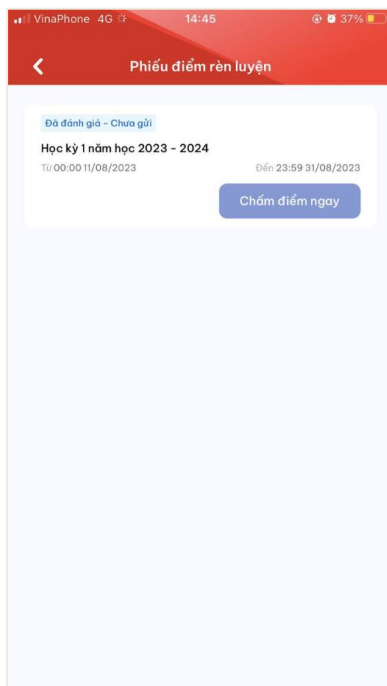 VinaPhone 4G 14:45 37%
Phiếu điểm rèn luyện
Đã đánh giá - Chưa gửi
Học kỳ 1 năm học 2023 - 2024
Từ 00:00 11/08/2023 Đến 23:59 31/08/2023
Chấm điểm ngay